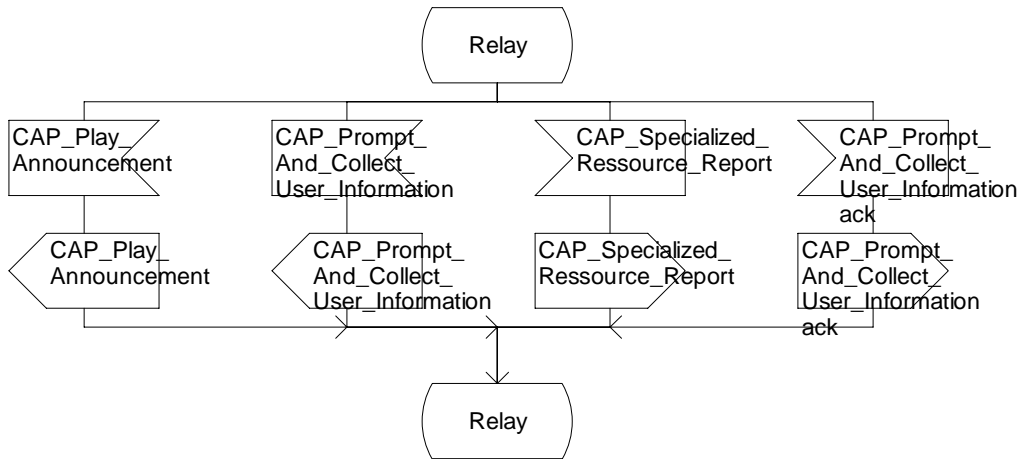 Relay
CAP_Play_
Announcement
CAP_Prompt_
And_Collect_
User_Information
CAP_Specialized_
Ressource_Report
CAP_Prompt_
And_Collect_
User_Information
ack
CAP_Play_
Announcement
CAP_Prompt_
And_Collect_
User_Information
CAP_Specialized_
Ressource_Report
CAP_Prompt_
And_Collect_
User_Information
ack
Relay